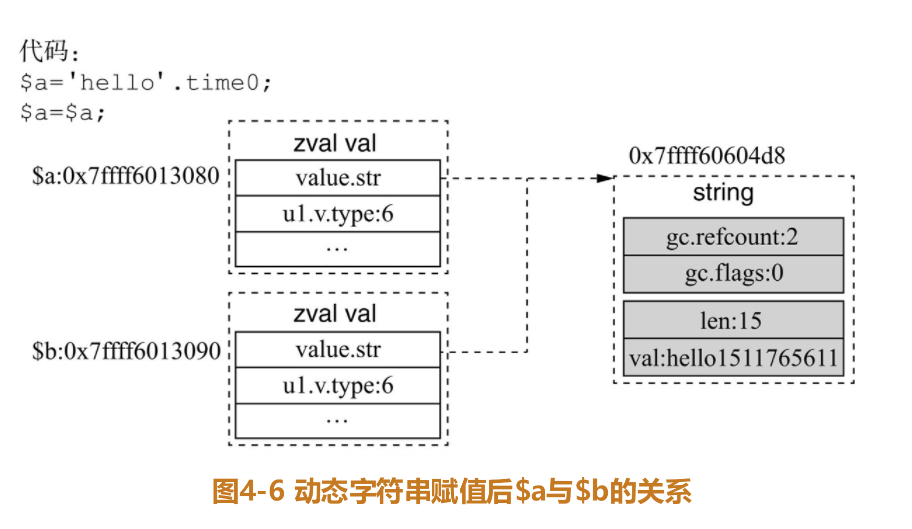 代码：
$a='hello'.time0;
$a=$a;
zval val
$a:0x7ffff6013080
value.str
u1.v.type:6
…
zval val
$b:0x7ffff6013090
value.str
u1.v.type:6
…
0x7ffff60604d8
string
gc.refcount:2
gc.flags:0
len:15
val:hello1511765611
图4-6 动态字符串赋值后$a与$b的关系